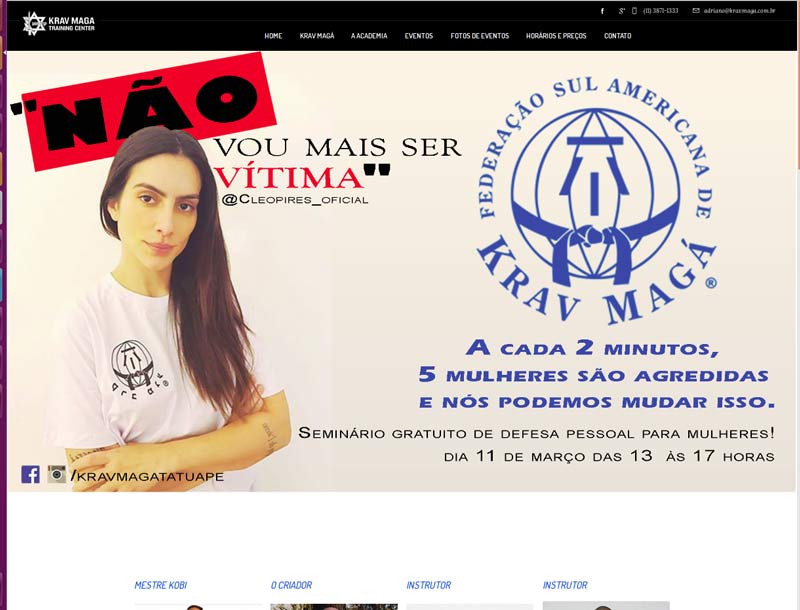 KRAV MAGA
TRAINING CENTER
(11) 3871-1333
adriano@kravmaga.com.br
HOME KRAV MAGÁ A ACADEMIA EVENTOS FOTOS DE EVENTOS HORÁRIOS E PREÇOS CONTATO
"NÃO
VOU MAIS SER
VÍTIMA"
@CLEOPIRES_OFICIAL
FEDERAÇÃO SUL AMERICANA DE
KRAV MAGÁ ®
A CADA 2 MINUTOS,
5 MULHERES SÃO AGREDIDAS
E NÓS PODEMOS MUDAR ISSO.
SEMINÁRIO GRATUITO DE DEFESA PESSOAL PARA MULHERES!
DIA 11 DE MARÇO DAS 13 ÀS 17 HORAS
/KRAVMAGATATUAPE
MESTRE KOBI O CRIADOR INSTRUTOR INSTRUTOR